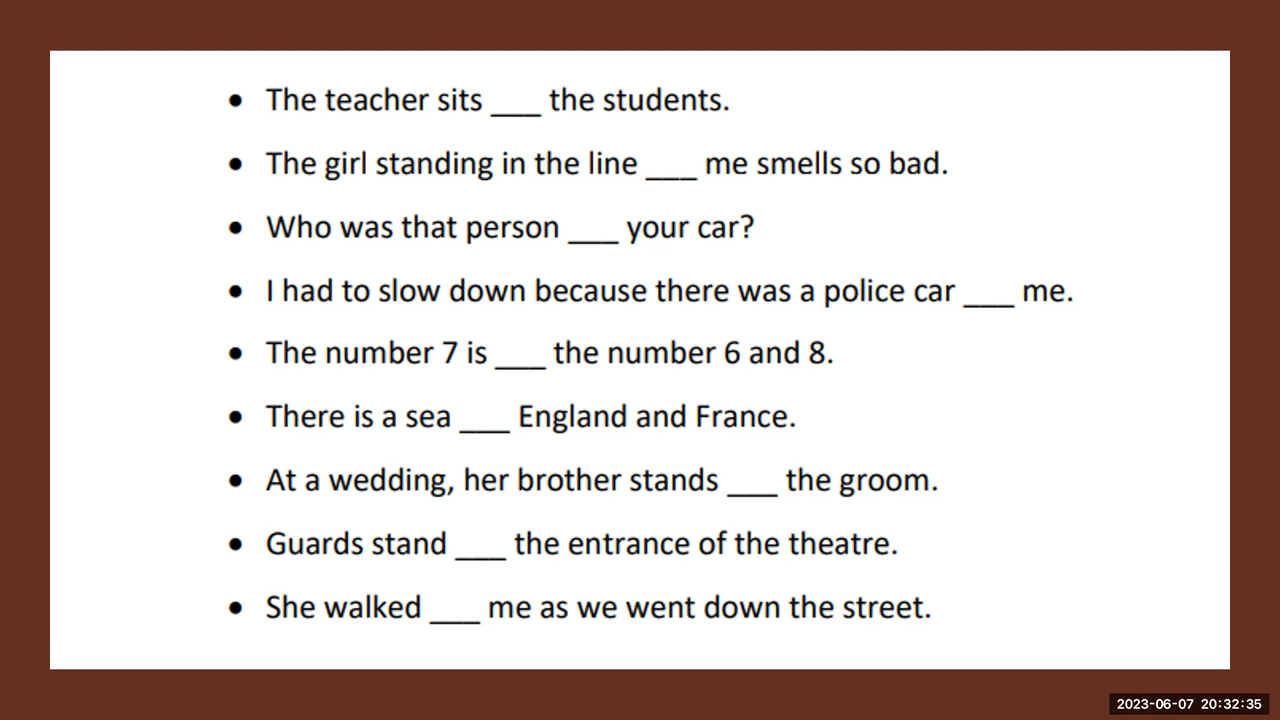 • The teacher sits ___ the students.
• The girl standing in the line ___ me smells so bad.
• Who was that person ___ your car?
• I had to slow down because there was a police car ___ me.
• The number 7 is ___ the number 6 and 8.
• There is a sea ___ England and France.
• At a wedding, her brother stands ___ the groom.
• Guards stand ___ the entrance of the theatre.
• She walked ___ me as we went down the street.
2023-06-07 20:32:35